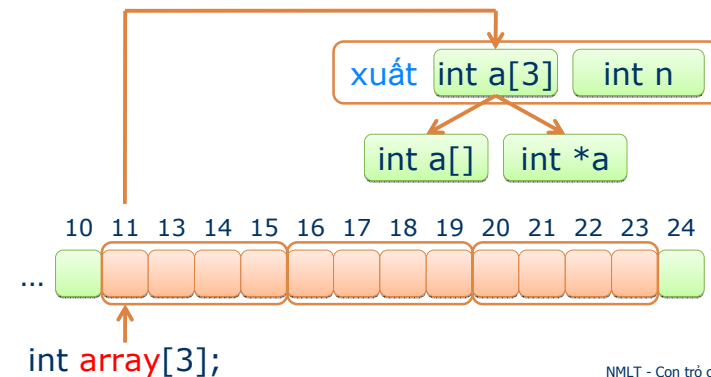 xuất int a[3] int n
int a[] int *a
10 11 13 14 15 16 17 18 19 20 21 22 23 24
...
int array[3];
NMLT - Con trỏ